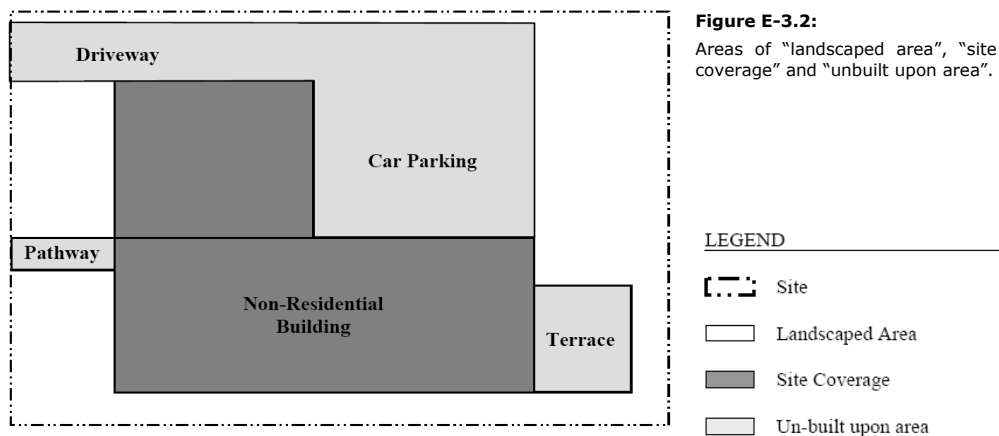 Driveway
Car Parking
Pathway
Non-Residential
Building
Terrace
Figure E-3.2:
Areas of “landscaped area”, “site
coverage” and “unbuilt upon area”.
LEGEND
Site
Landscaped Area
Site Coverage
Un-built upon area